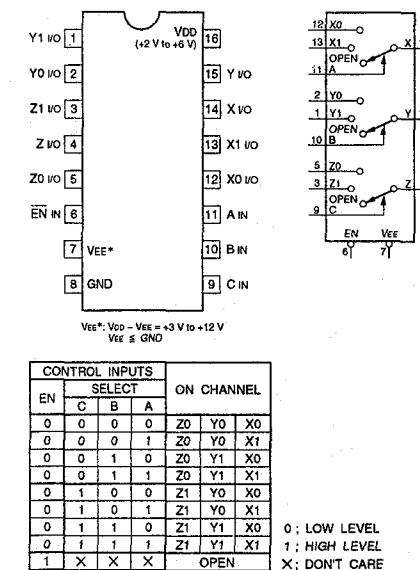 Y1 I/O 1
Y0 I/O 2
Z1 I/O 3
Z I/O 4
Z0 I/O 5
EN IN 6
7 VEE*
8 GND
VDD 16
(+2 V to +6 V)
15 Y I/O
14 X I/O
13 X1 I/O
12 X0 I/O
11 A IN
10 B IN
9 C IN
VEE*: VDD – VEE = +3 V to +12 V
VEE ≦ GND
12 X0
13 X1 X
OPEN
11 A
2 Y0
1 Y1 Y
OPEN
10 B
5 Z0
3 Z1 Z
OPEN
9 C
EN VEE
6 7
CONTROL INPUTS ON CHANNEL
EN SELECT
C B A
0 0 0 0 Z0 Y0 X0
0 0 0 1 Z0 Y0 X1
0 0 1 0 Z0 Y1 X0
0 0 1 1 Z0 Y1 X1
0 1 0 0 Z1 Y0 X0
0 1 0 1 Z1 Y0 X1
0 1 1 0 Z1 Y1 X0
0 1 1 1 Z1 Y1 X1
1 X X X OPEN
0 ; LOW LEVEL
1 ; HIGH LEVEL
X ; DON'T CARE